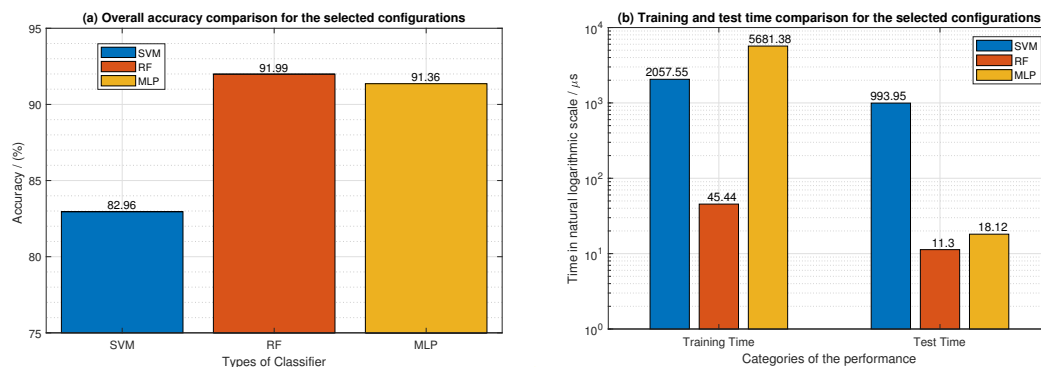 (a) Overall accuracy comparison for the selected configurations
95
90
85
80
75
Accuracy / (%)
SVM
RF
MLP
82.96
91.99
91.36
SVM
RF
MLP
Types of Classifier
(b) Training and test time comparison for the selected configurations
10^4
10^3
10^2
10^1
10^0
Time in natural logarithmic scale / μs
SVM
RF
MLP
2057.55
45.44
5681.38
993.95
11.3
18.12
Training Time
Test Time
Categories of the performance